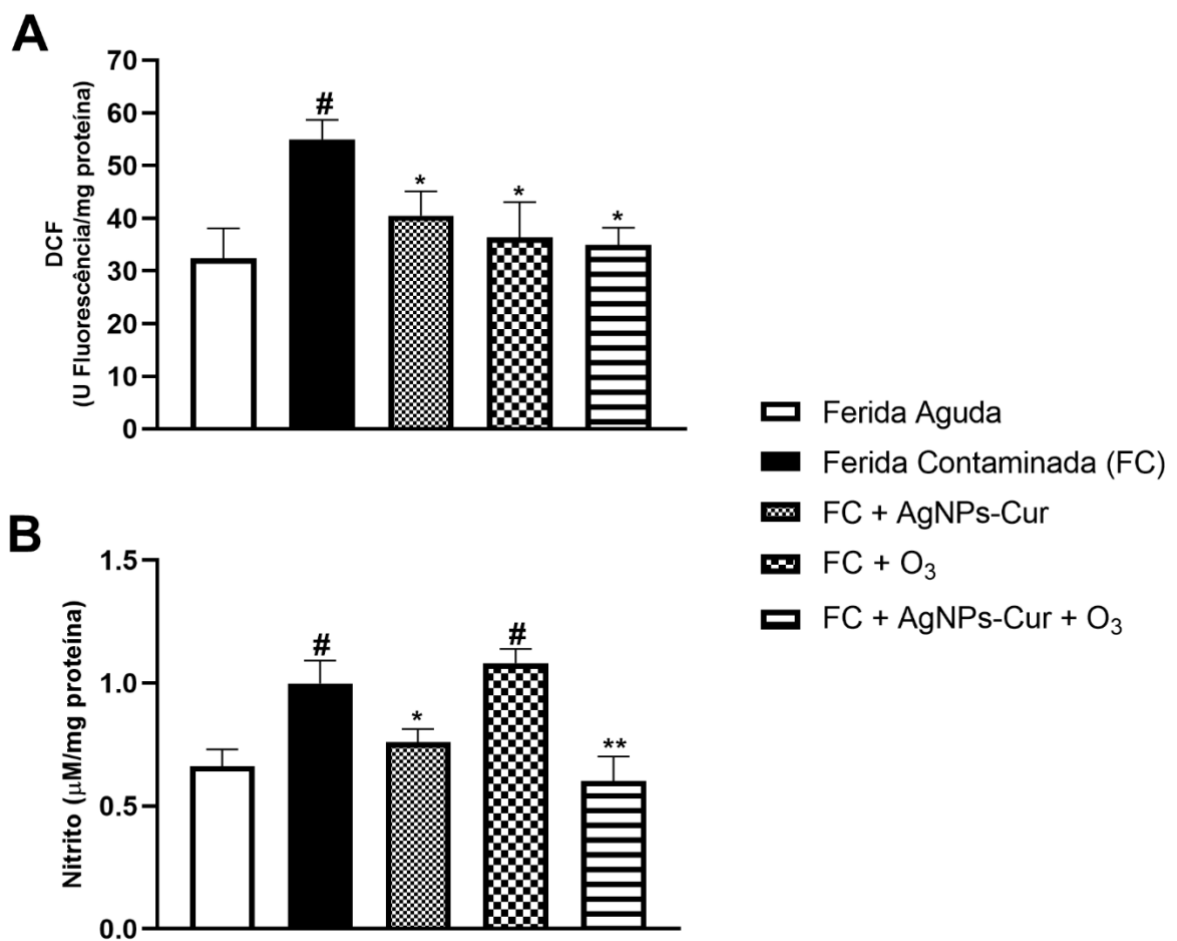 A
70
60
50
40
30
20
10
0
DCF
(U Fluorescência/mg proteína)
#
*
*
*
Ferida Aguda
Ferida Contaminada (FC)
FC + AgNPs-Cur
FC + O₃
FC + AgNPs-Cur + O₃
B
1.5
1.0
0.5
0.0
Nitrito (μM/mg proteína)
#
*
#
**